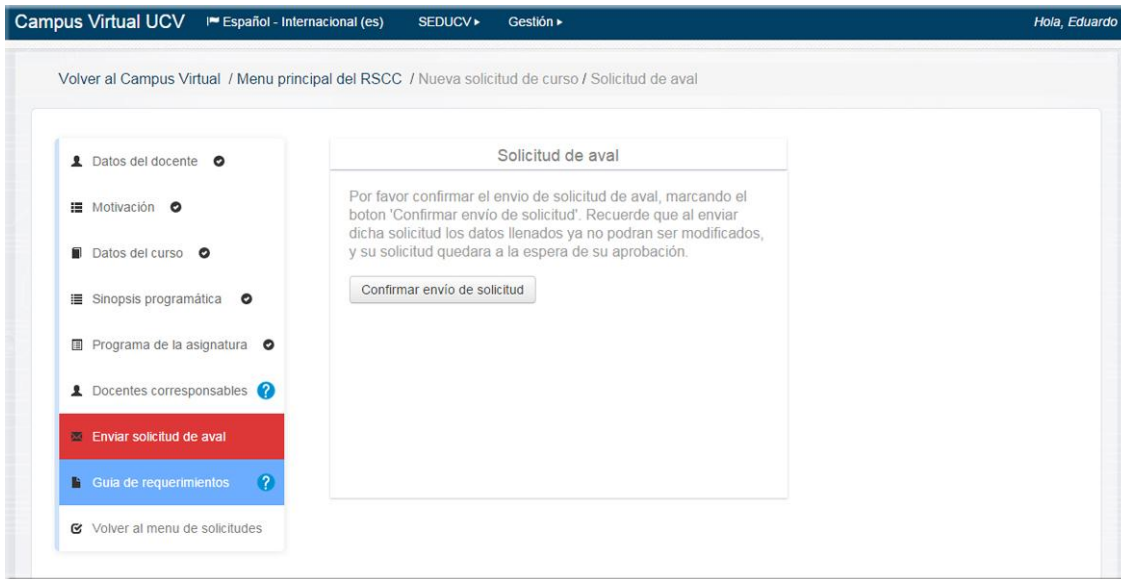 Campus Virtual UCV Español - Internacional (es) SEDUCV Gestión Hola, Eduardo
Volver al Campus Virtual / Menu principal del RSCC / Nueva solicitud de curso / Solicitud de aval
Datos del docente
Motivación
Datos del curso
Sinopsis programática
Programa de la asignatura
Docentes corresponsables ?
Enviar solicitud de aval
Guia de requerimientos ?
Volver al menu de solicitudes
Solicitud de aval
Por favor confirmar el envio de solicitud de aval, marcando el
boton 'Confirmar envío de solicitud'. Recuerde que al enviar
dicha solicitud los datos llenados ya no podran ser modificados,
y su solicitud quedara a la espera de su aprobación.
Confirmar envío de solicitud